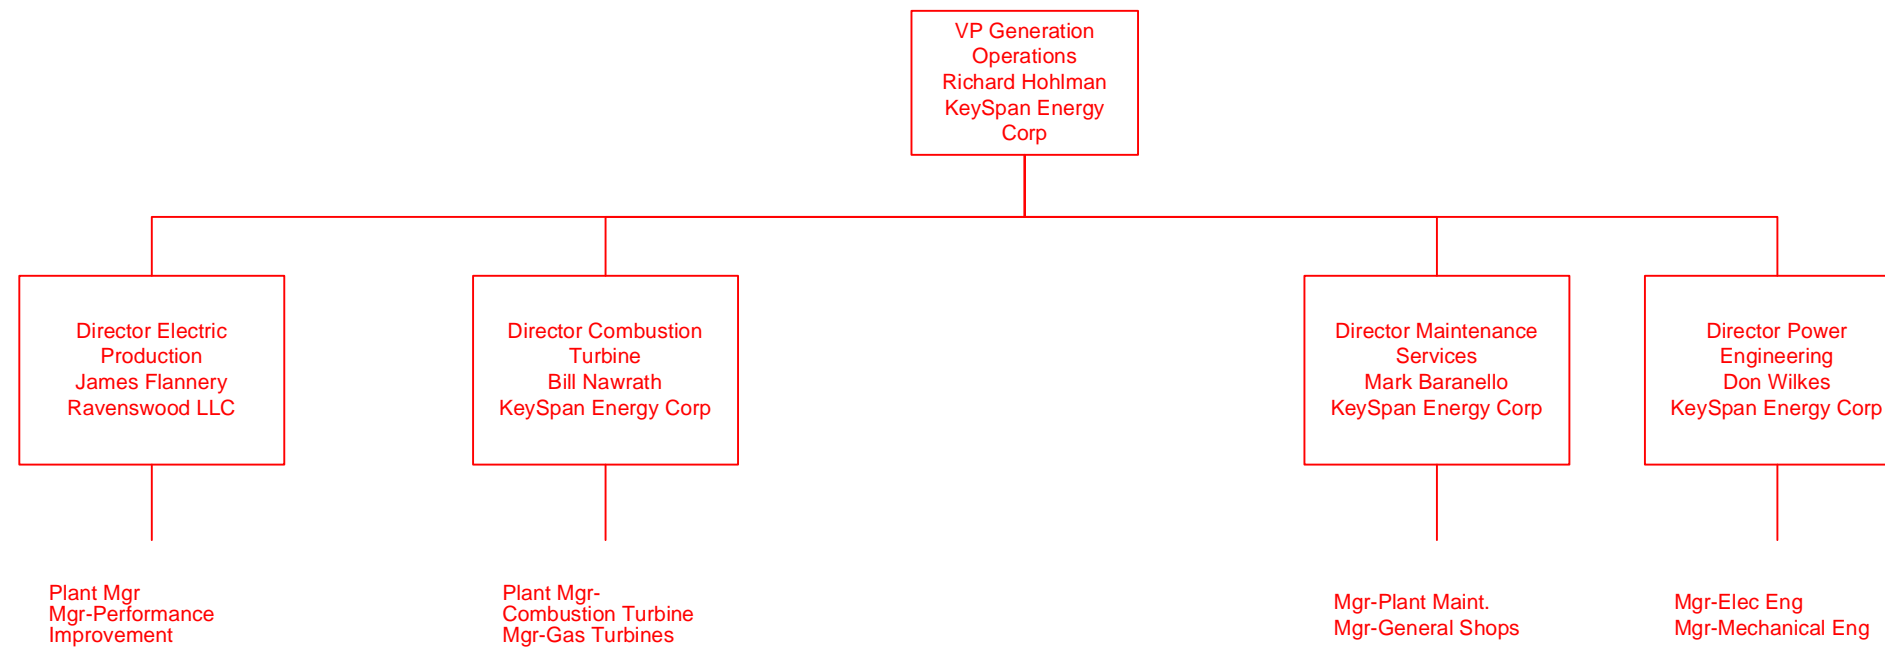 VP Generation
Operations
Richard Hohlman
KeySpan Energy
Corp
Director Electric
Production
James Flannery
Ravenswood LLC
Director Combustion
Turbine
Bill Nawrath
KeySpan Energy Corp
Director Maintenance
Services
Mark Baranello
KeySpan Energy Corp
Director Power
Engineering
Don Wilkes
KeySpan Energy Corp
Plant Mgr
Mgr-Performance
Improvement
Plant Mgr-
Combustion Turbine
Mgr-Gas Turbines
Mgr-Plant Maint.
Mgr-General Shops
Mgr-Elec Eng
Mgr-Mechanical Eng